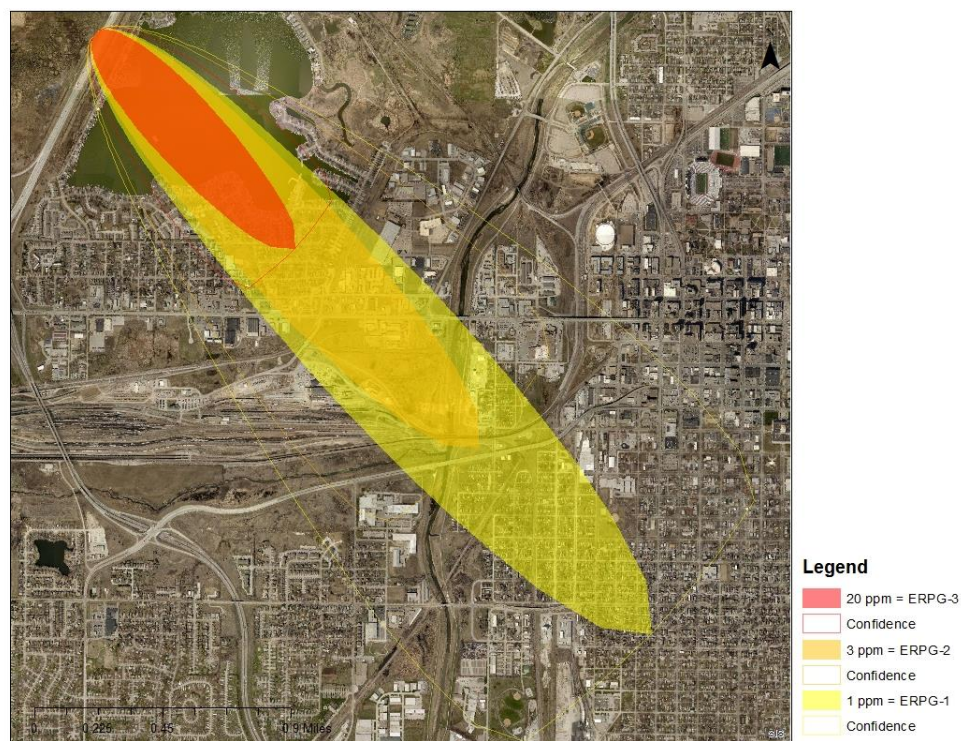 0 0.225 0.45 0.9 Miles
Legend
20 ppm = ERPG-3
Confidence
3 ppm = ERPG-2
Confidence
1 ppm = ERPG-1
Confidence